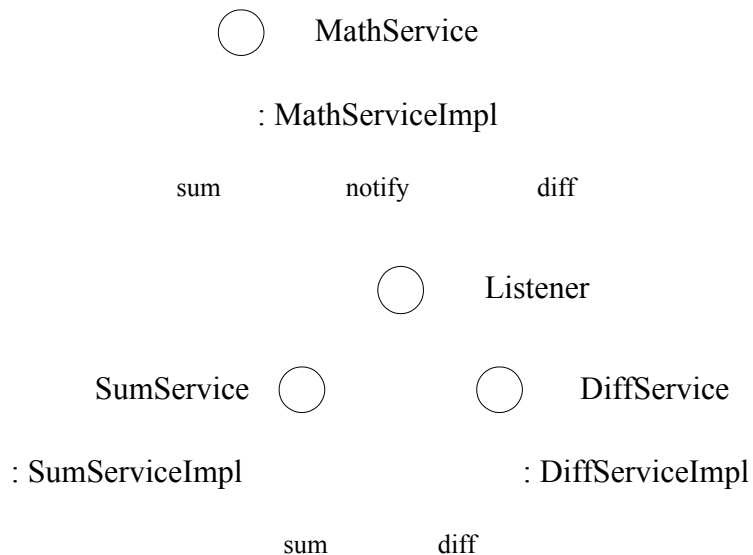 MathService
: MathServiceImpl
sum notify diff
Listener
SumService DiffService
: SumServiceImpl : DiffServiceImpl
sum diff